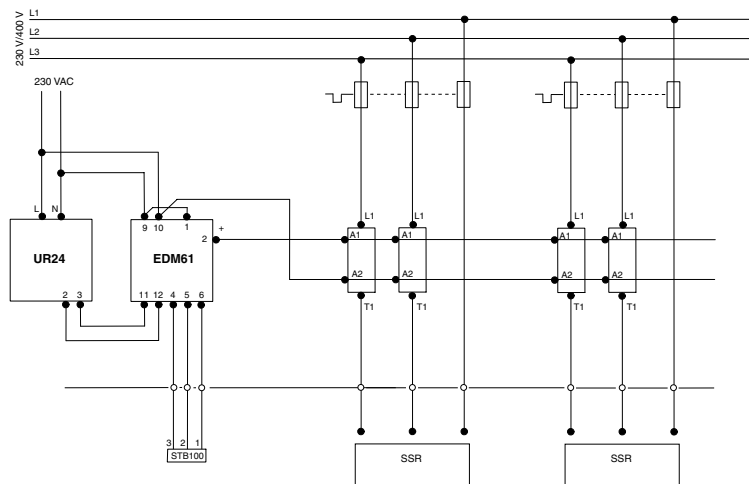 230 V/400 V
L1
L2
L3
230 VAC
L N
9 10 1
2 +
UR24
EDM61
2 3
11 12 4 5 6
3 2 1
STB100
L1 L1 L1 L1
A1 A1 A1 A1
A2 A2 A2 A2
T1 T1 T1 T1
SSR SSR